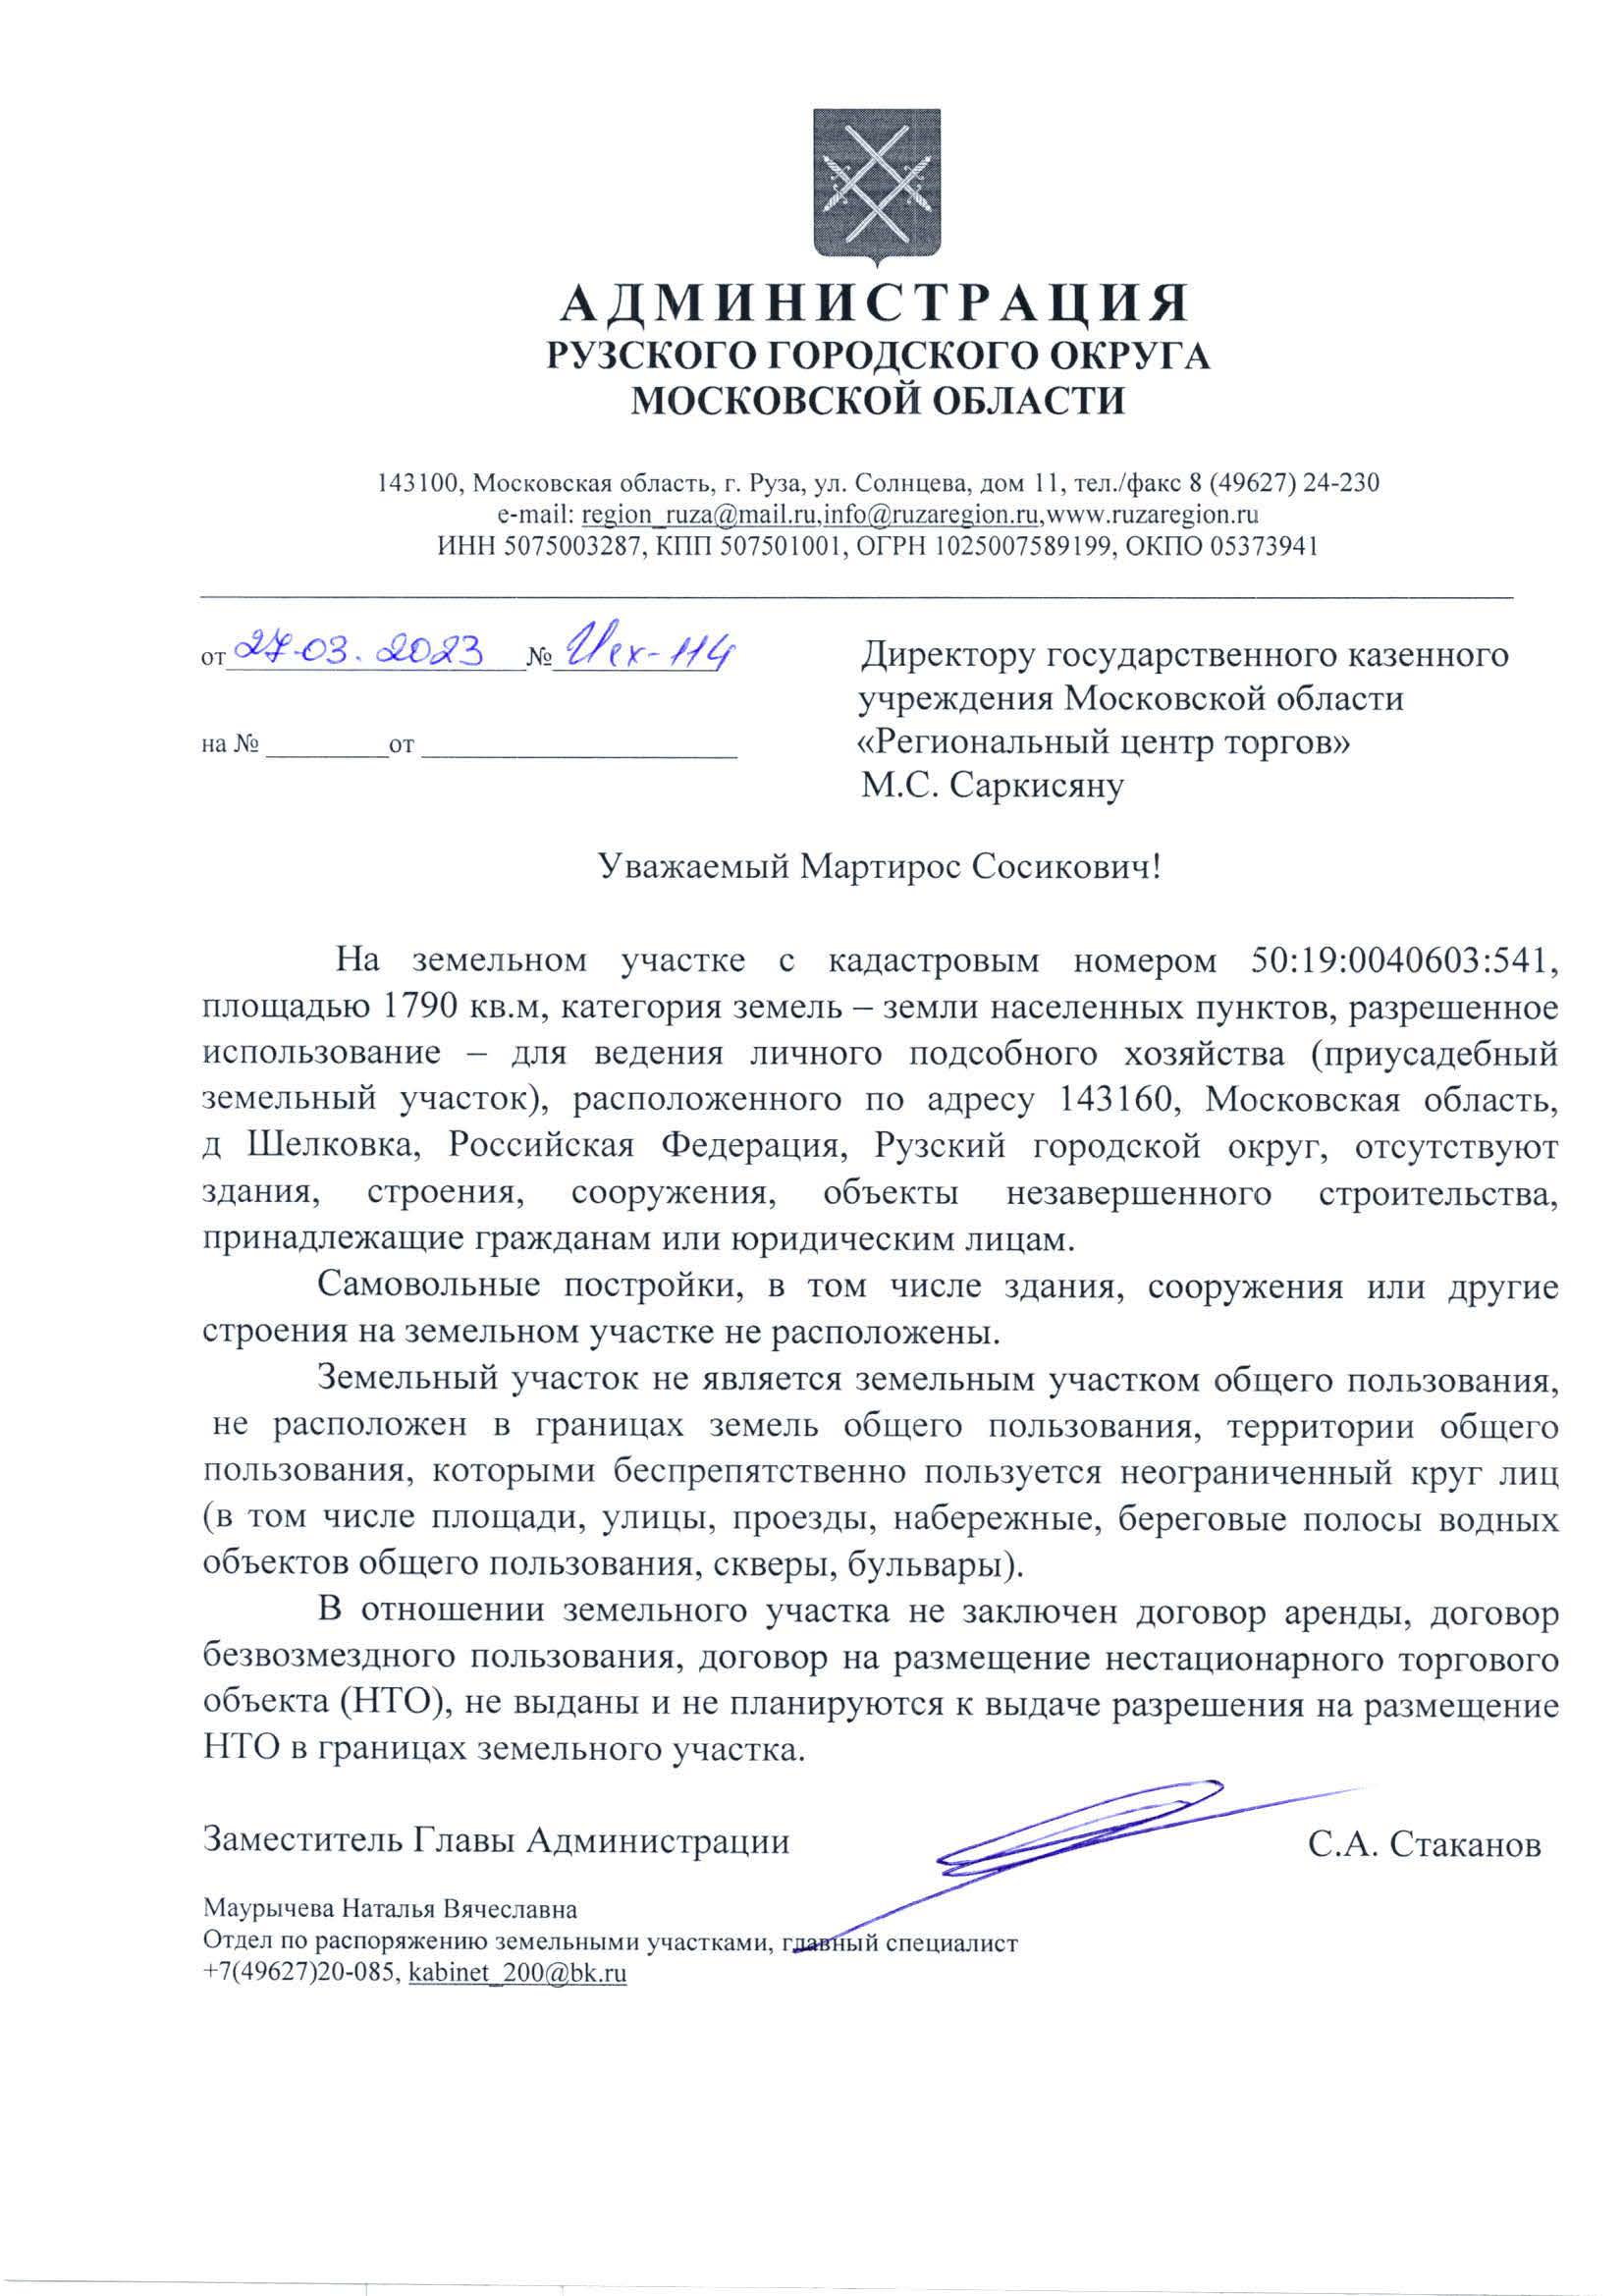 АДМИНИСТРАЦИЯ
РУЗСКОГО ГОРОДСКОГО ОКРУГА
МОСКОВСКОЙ ОБЛАСТИ
143100, Московская область, г. Руза, ул. Солнцева, дом 11, тел./факс 8 (49627) 24-230
e-mail: region_ruza@mail.ru,info@ruzaregion.ru,www.ruzaregion.ru
ИНН 5075003287, КПП 507501001, ОГРН 1025007589199, ОКПО 05373941
от 27.03.2023 № Исх-114
на № _________ от _______________________
Директору государственного казенного
учреждения Московской области
«Региональный центр торгов»
М.С. Саркисяну
Уважаемый Мартирос Сосикович!
На земельном участке с кадастровым номером 50:19:0040603:541,
площадью 1790 кв.м, категория земель – земли населенных пунктов, разрешенное
использование – для ведения личного подсобного хозяйства (приусадебный
земельный участок), расположенного по адресу 143160, Московская область,
д Шелковка, Российская Федерация, Рузский городской округ, отсутствуют
здания, строения, сооружения, объекты незавершенного строительства,
принадлежащие гражданам или юридическим лицам.
Самовольные постройки, в том числе здания, сооружения или другие
строения на земельном участке не расположены.
Земельный участок не является земельным участком общего пользования,
не расположен в границах земель общего пользования, территории общего
пользования, которыми беспрепятственно пользуется неограниченный круг лиц
(в том числе площади, улицы, проезды, набережные, береговые полосы водных
объектов общего пользования, скверы, бульвары).
В отношении земельного участка не заключен договор аренды, договор
безвозмездного пользования, договор на размещение нестационарного торгового
объекта (НТО), не выданы и не планируются к выдаче разрешения на размещение
НТО в границах земельного участка.
Заместитель Главы Администрации С.А. Стаканов
Маурычева Наталья Вячеславна
Отдел по распоряжению земельными участками, главный специалист
+7(49627)20-085, kabinet_200@bk.ru